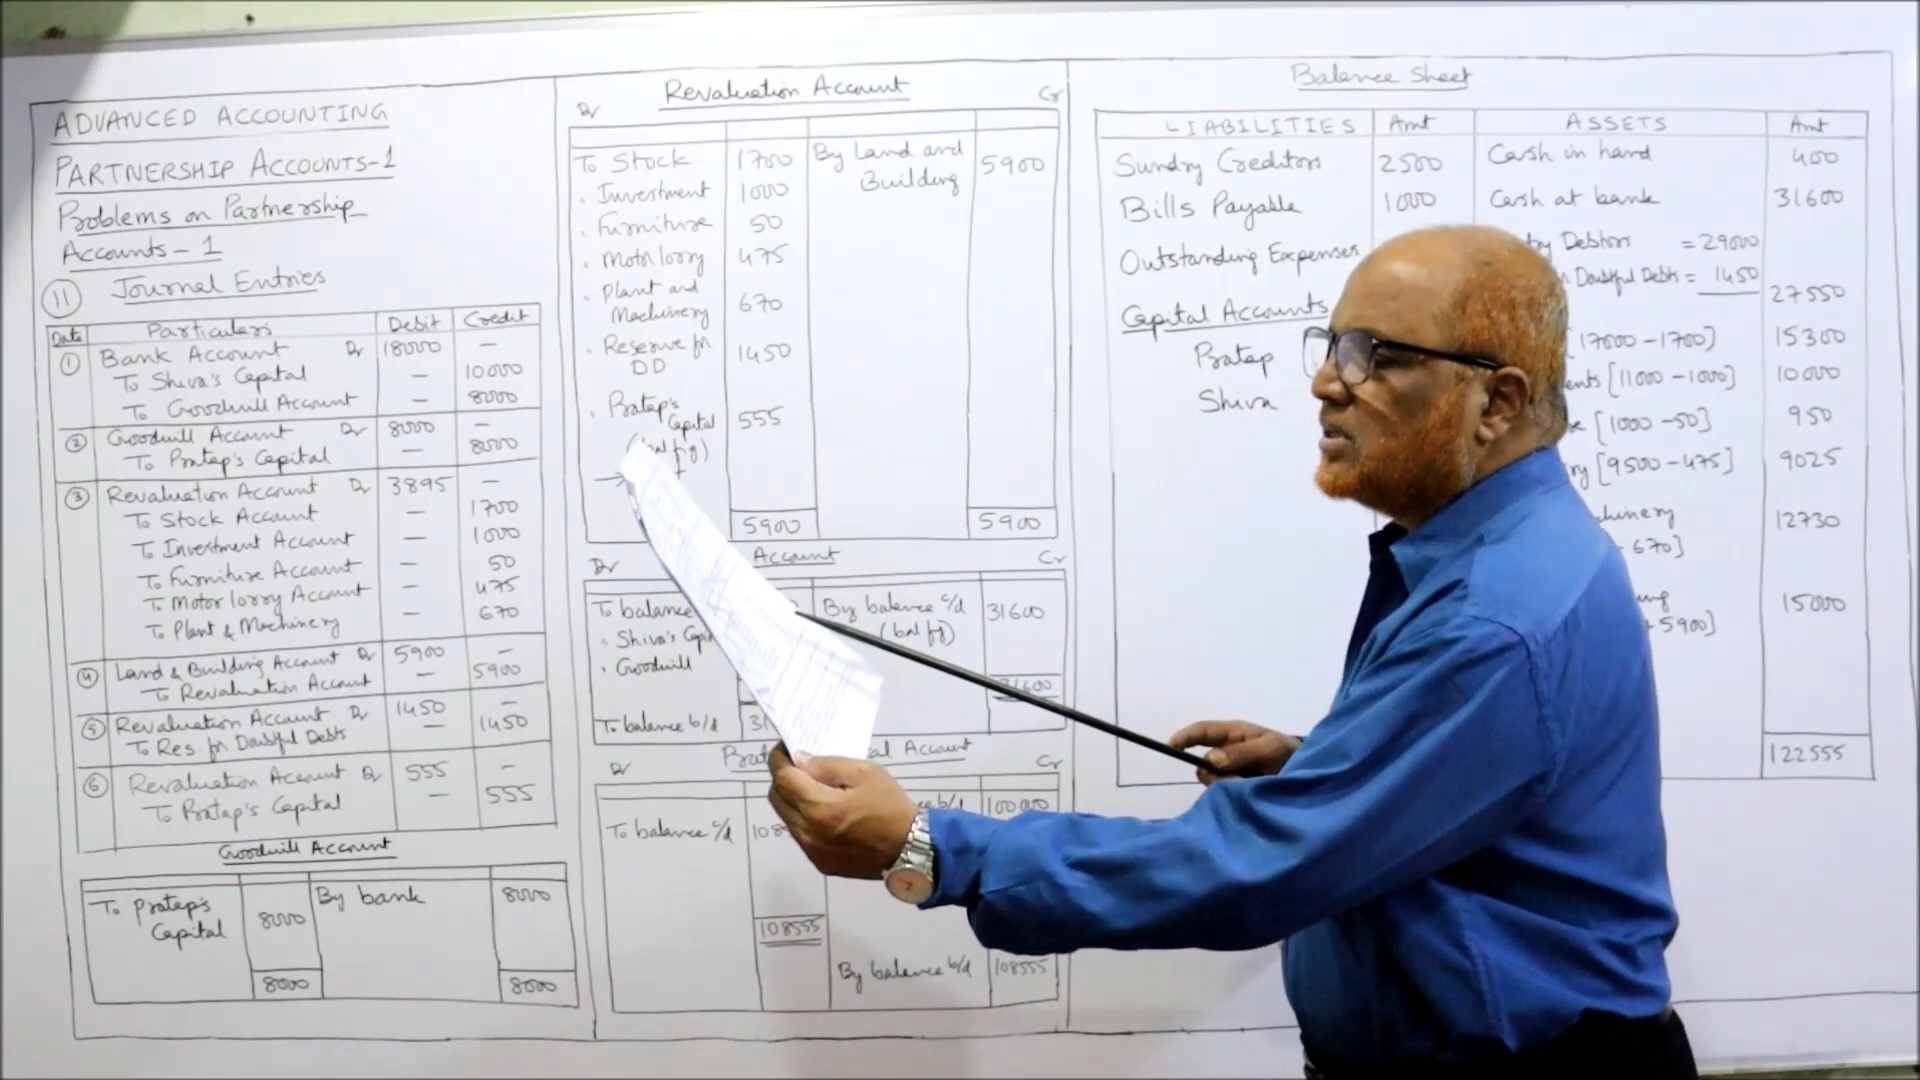 ADVANCED ACCOUNTING
PARTNERSHIP ACCOUNTS-1
Problems on Partnership
Accounts - 1
11 Journal Entries
Date Particulars Debit Credit
1 Bank Account Dr 18000 -
To Shiva's Capital - 10000
To Goodwill Account - 8000
2 Goodwill Account Dr 8000 -
To Pratap's Capital - 8000
3 Revaluation Account Dr 3895 -
To Stock Account - 1700
To Investment Account - 1000
To Furniture Account - 50
To Motor lorry Account - 475
To Plant & Machinery - 670
4 Land & Building Account Dr 5900 -
To Revaluation Account - 5900
5 Revaluation Account Dr 1450 -
To Res. for Doubtful Debts - 1450
6 Revaluation Account Dr 555 -
To Pratap's Capital - 555
Goodwill Account
To Pratap's 8000 By bank 8000
Capital
8000 8000
Revaluation Account
Dr Cr
To Stock 1700 By Land and 5900
Building
. Investment 1000
. Furniture 50
. Motor lorry 475
. Plant and
Machinery 670
. Reserve for 1450
DD
. Pratap's
Capital 555
5900 5900
Account
Dr Cr
To balance By balance c/d 31600
(bal fg)
. Shiva's
. Goodwill
31600
To balance b/d
Account
Dr Cr
b/d 100000
To balance c/d
108555
By balance b/d 108555
Balance Sheet
LIABILITIES Amt ASSETS Amt
Sundry Creditors 2500 Cash in hand 400
Bills Payable 1000 Cash at bank 31600
Outstanding Expenses Debtors = 29000
Doubtful Debts = 1450 27550
Capital Accounts
Pratap [17000 - 1700] 15300
Shiva [11000 - 1000] 10000
[1000 - 50] 950
[9500 - 475] 9025
12730
670]
15000
5900]
122555